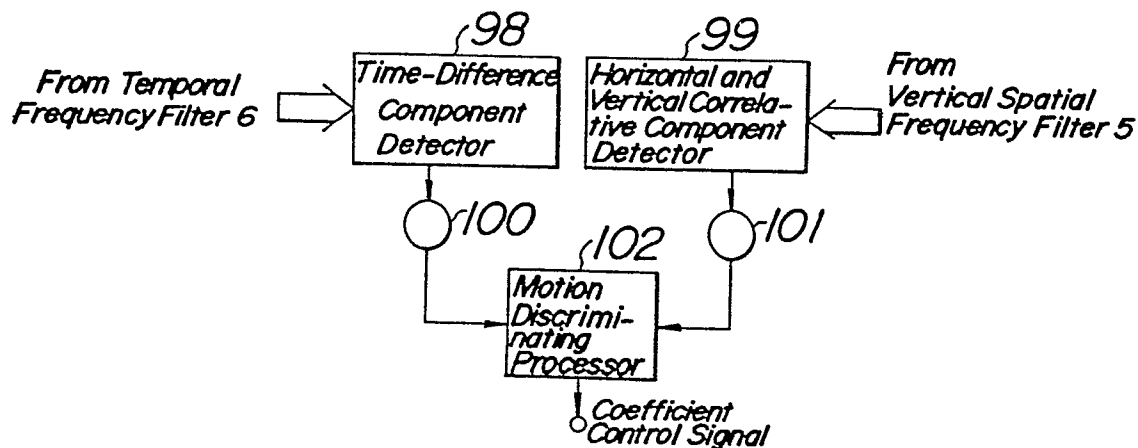 98
99
From Temporal
Frequency Filter 6
Time-Difference
Component
Detector
Horizontal and
Vertical Correla-
tive Component
Detector
From
Vertical Spatial
Frequency Filter 5
100
101
102
Motion
Discrimi-
nating
Processor
Coefficient
Control Signal